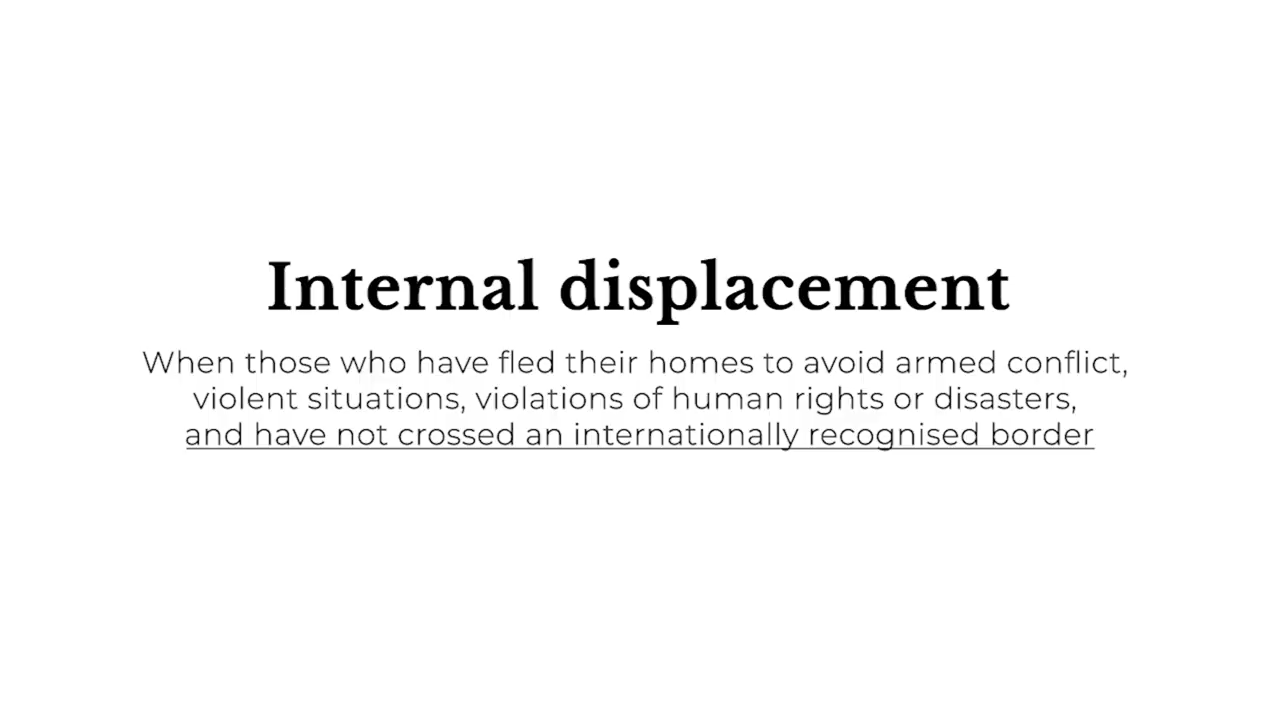 Internal displacement
When those who have fled their homes to avoid armed conflict,
violent situations, violations of human rights or disasters,
and have not crossed an internationally recognised border